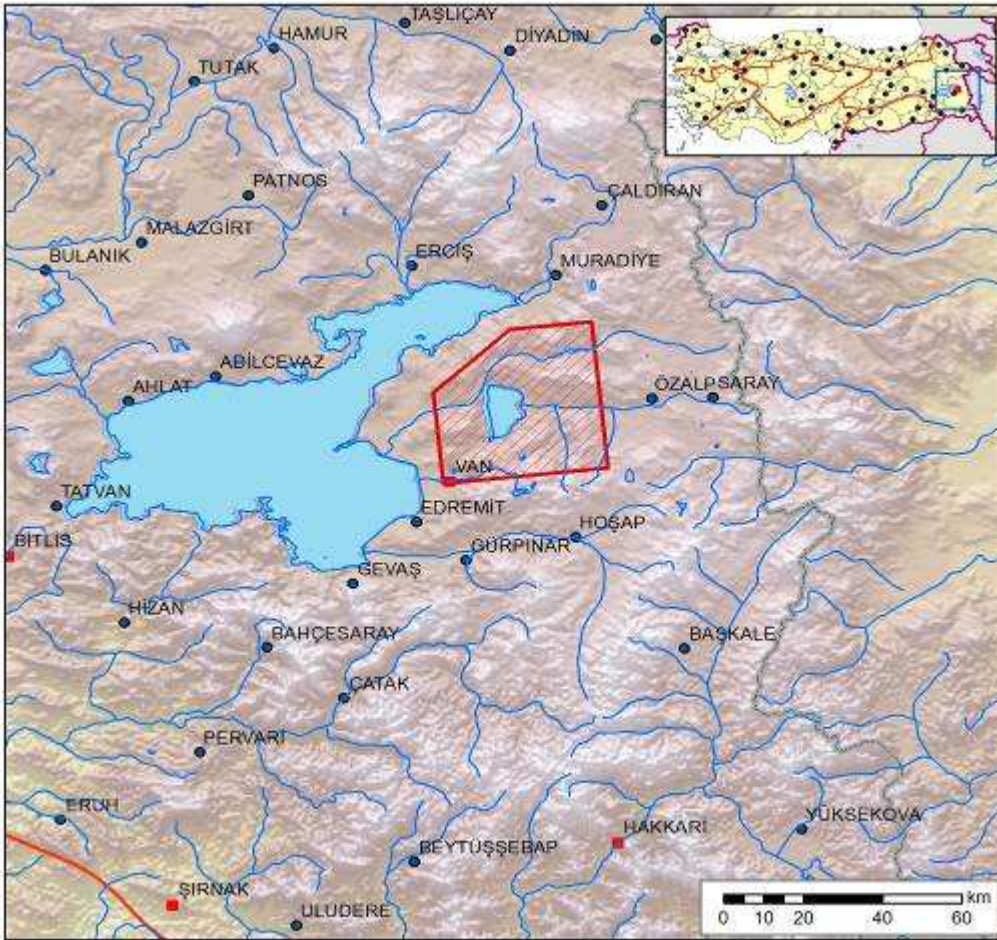 TAŞLIÇAY
HAMUR
DİYADİN
TUTAK
PATNOS
ÇALDIRAN
MALAZGİRT
BULANIK
ERCİŞ
MURADİYE
ABİLCEVAZ
AHLAT
ÖZALP
SARAY
VAN
TATVAN
EDREMİT
BİTLİS
HOŞAP
GÜRPINAR
GEVAŞ
HİZAN
BAHÇESARAY
BAŞKALE
ÇATAK
PERVARİ
ERUH
YÜKSEKOVA
HAKKARİ
BEYTÜŞŞEBAP
ŞIRNAK
ULUDERE
km
0 10 20 40 60